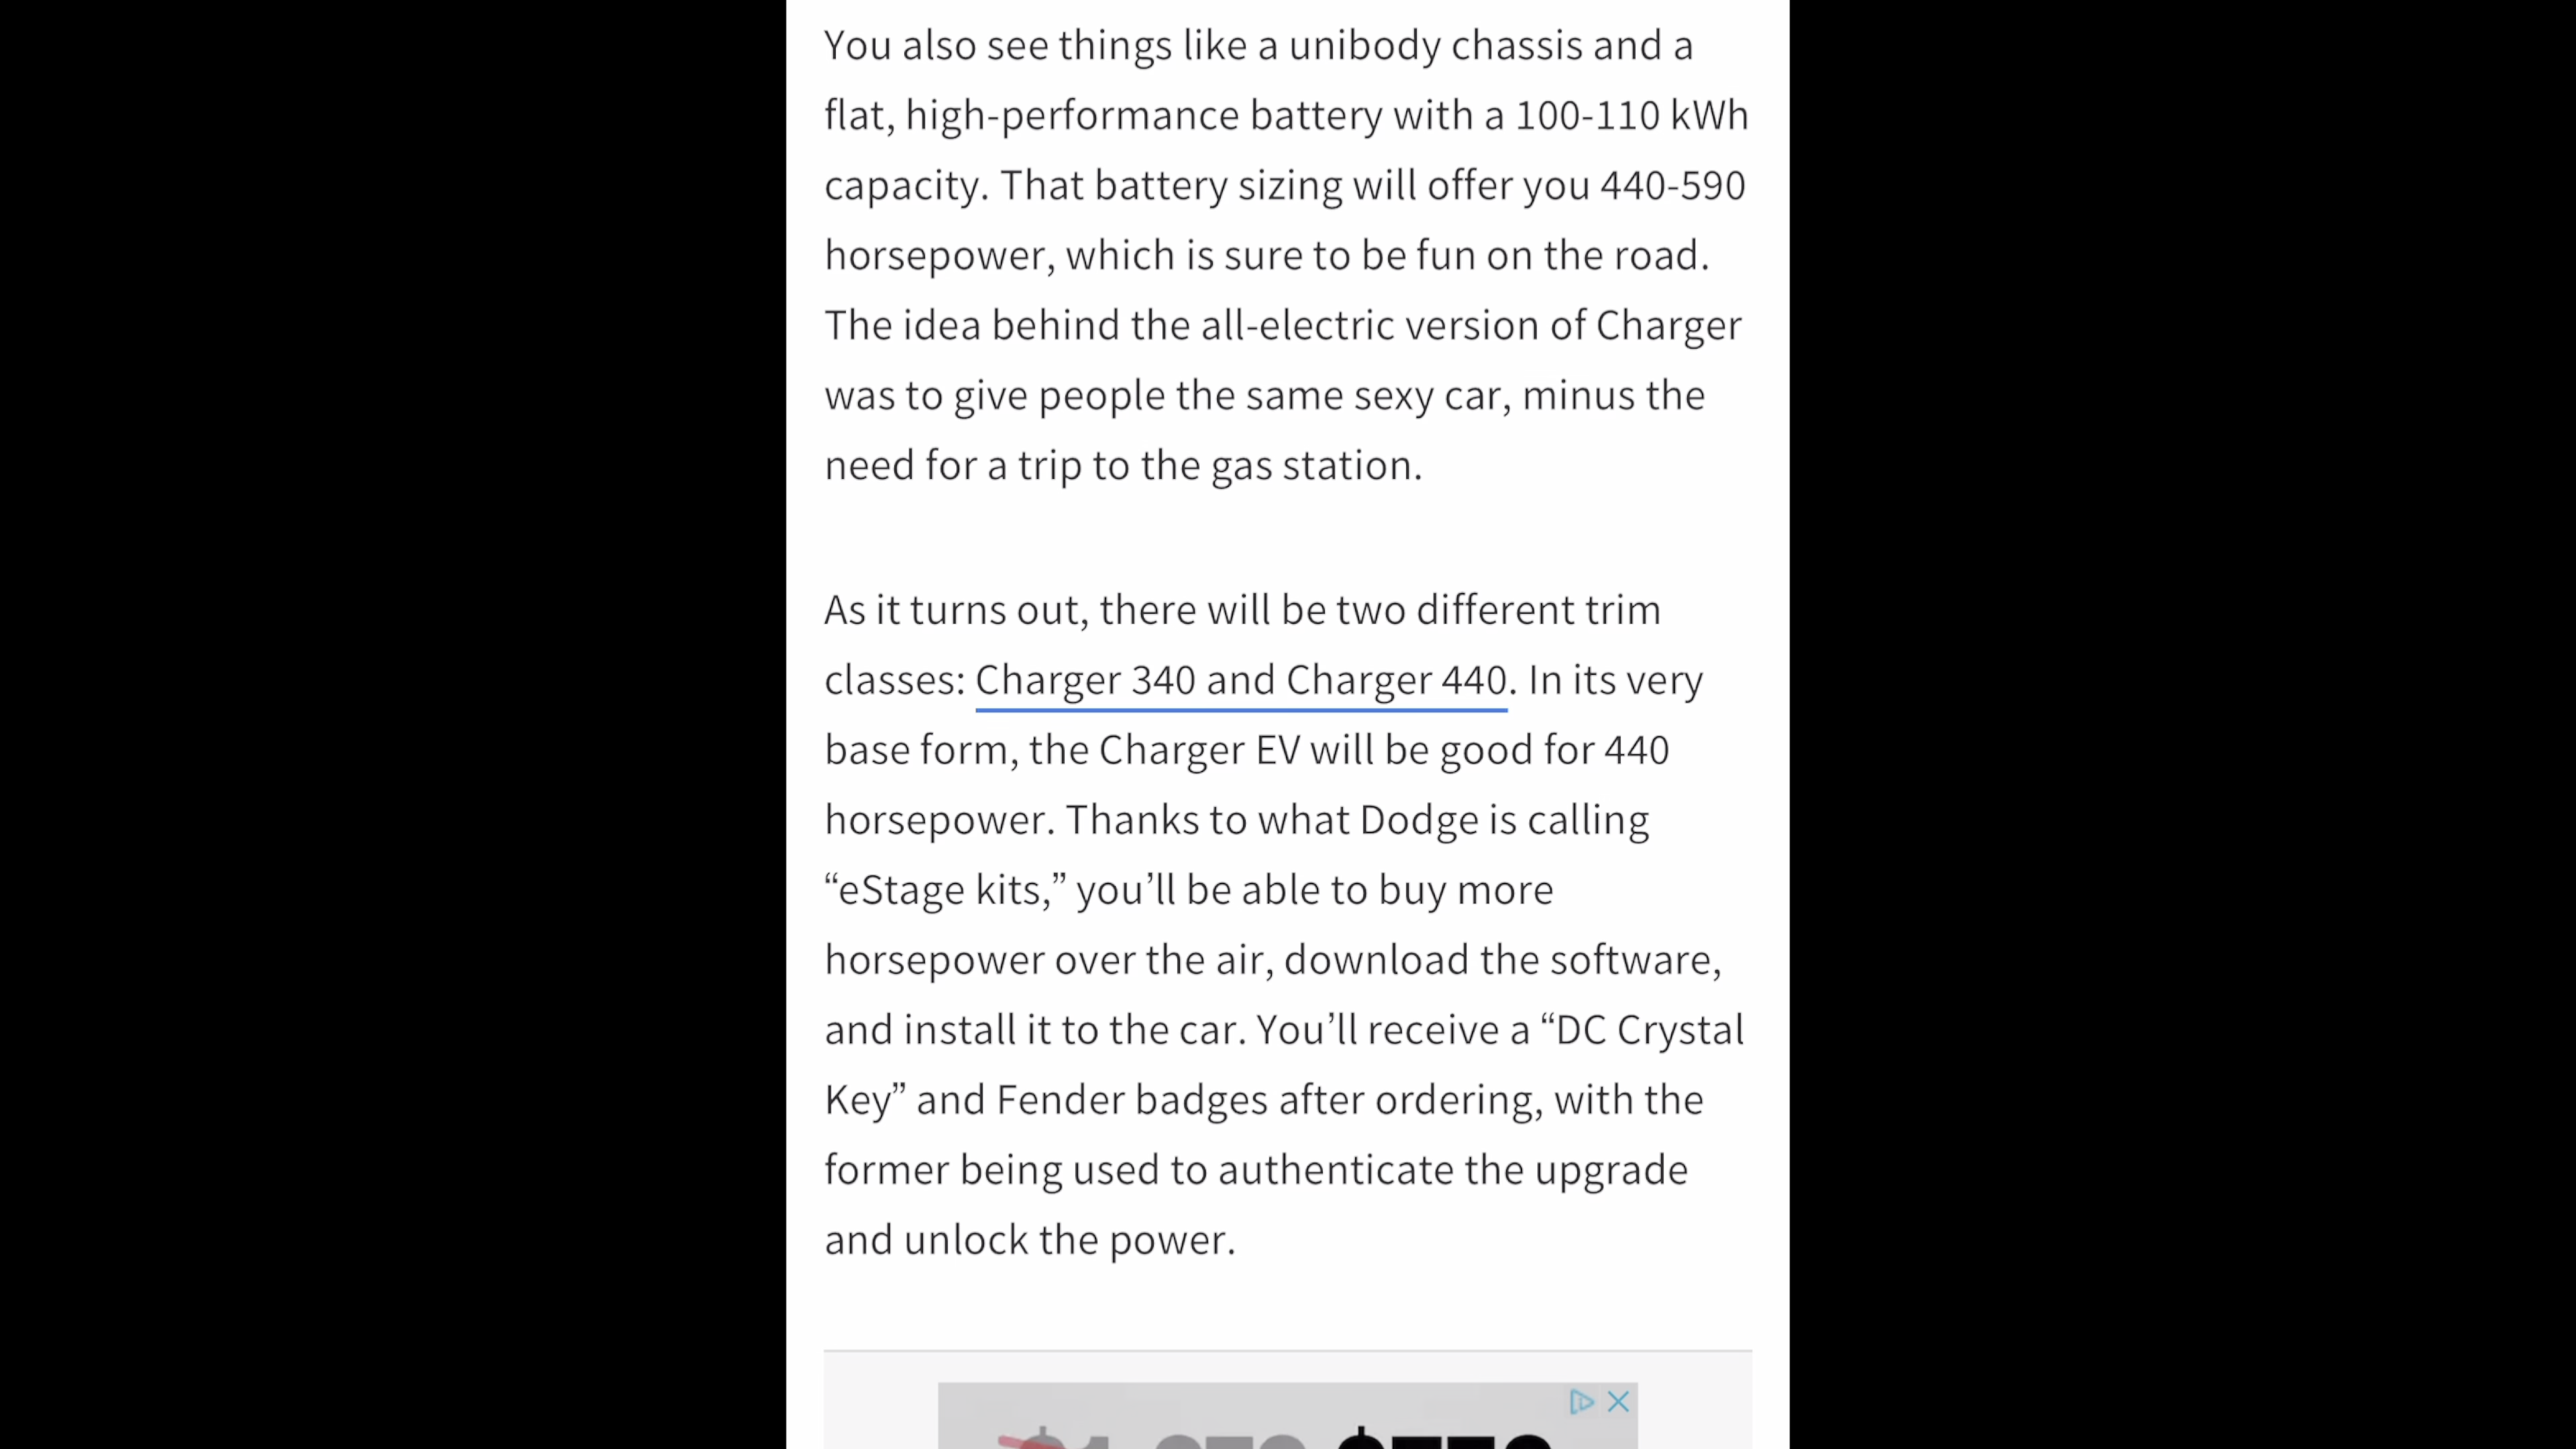 You also see things like a unibody chassis and a
flat, high-performance battery with a 100-110 kWh
capacity. That battery sizing will offer you 440-590
horsepower, which is sure to be fun on the road.
The idea behind the all-electric version of Charger
was to give people the same sexy car, minus the
need for a trip to the gas station.
As it turns out, there will be two different trim
classes: Charger 340 and Charger 440. In its very
base form, the Charger EV will be good for 440
horsepower. Thanks to what Dodge is calling
“eStage kits,” you’ll be able to buy more
horsepower over the air, download the software,
and install it to the car. You’ll receive a “DC Crystal
Key” and Fender badges after ordering, with the
former being used to authenticate the upgrade
and unlock the power.